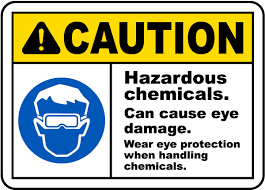 CAUTION
Hazardous
chemicals.
Can cause eye
damage.
Wear eye protection
when handling
chemicals.